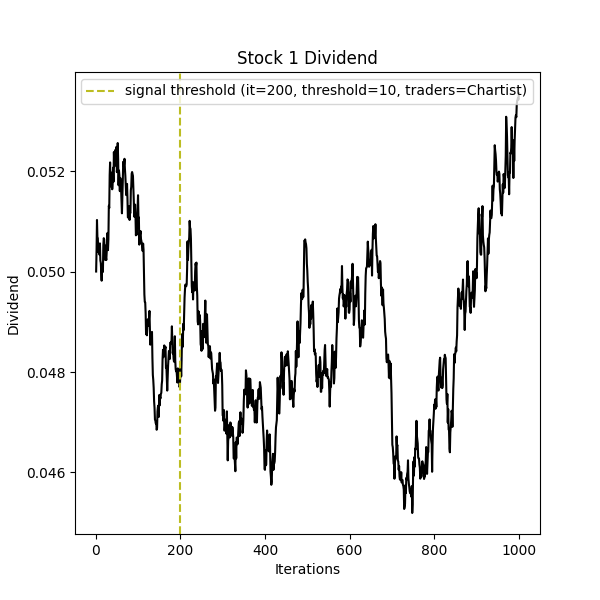 Stock 1 Dividend
signal threshold (it=200, threshold=10, traders=Chartist)
0.052
0.050
0.048
0.046
Dividend
0 200 400 600 800 1000
Iterations